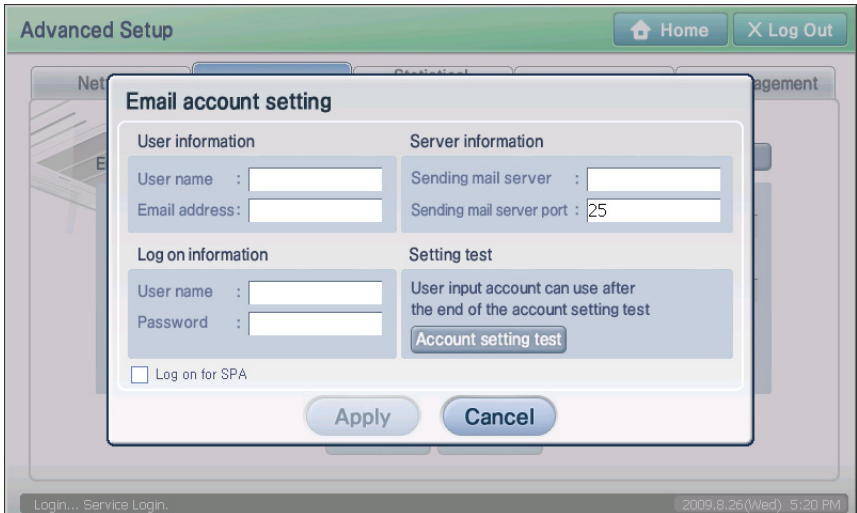 Advanced Setup
Home
X Log Out
Net
agement
Email account setting
User information
Server information
User name :
Sending mail server :
Email address:
Sending mail server port : 25
Log on information
Setting test
User name :
User input account can use after
the end of the account setting test
Password :
Account setting test
Log on for SPA
Apply
Cancel
Login... Service Login.
2009.8.26(Wed) 5:20 PM